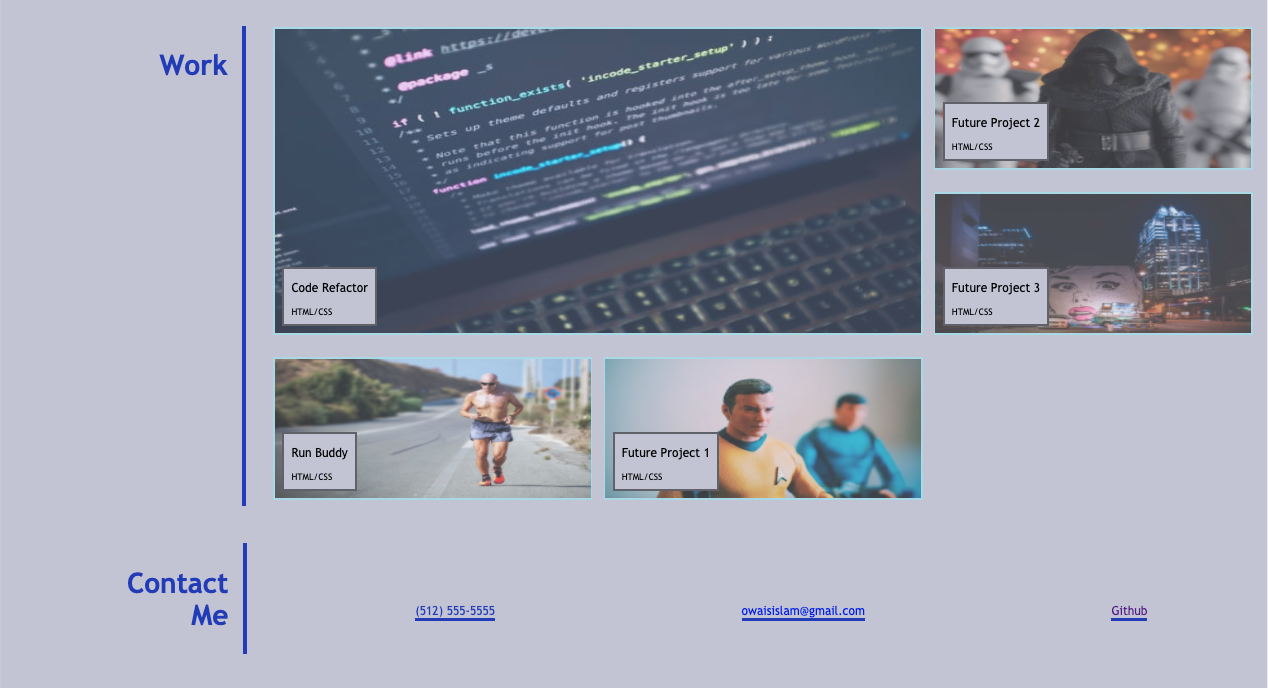 Work
@link https://deve
* @package _s
*/
if ( ! function_exists( 'incode_starter_setup' ) ) :
/** Sets up theme defaults and registers support for various WordPress
* Note that this function is hooked into the after_setup_theme hook, which
* runs before the init hook. The init hook is too late for some features,
* as indicating support for post thumbnails.
*/
function incode_starter_setup() {
Code Refactor
HTML/CSS
Future Project 2
HTML/CSS
Future Project 3
HTML/CSS
Run Buddy
HTML/CSS
Future Project 1
HTML/CSS
Contact
Me
(512) 555-5555
owaisislam@gmail.com
Github